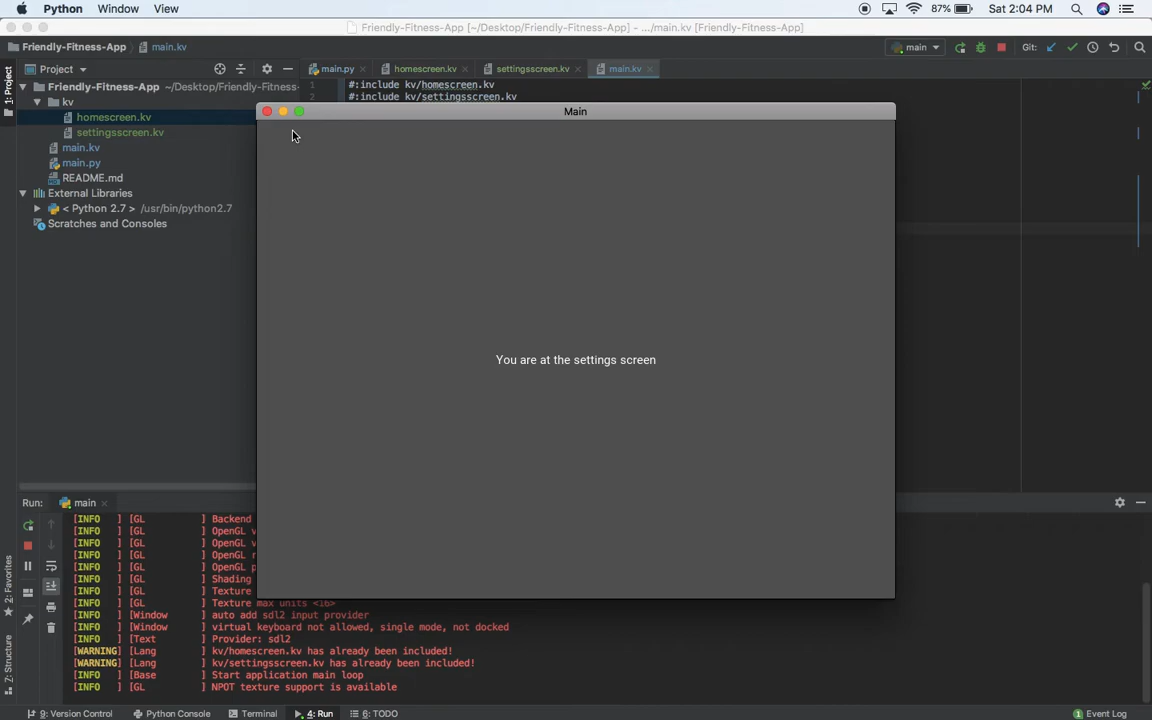 Python Window View 87% Sat 2:04 PM
Friendly-Fitness-App [~/Desktop/Friendly-Fitness-App] - .../main.kv [Friendly-Fitness-App]
Friendly-Fitness-App main.kv main Git:
1: Project
Project main.py homescreen.kv settingsscreen.kv main.kv
Friendly-Fitness-App ~/Desktop/Friendly-Fitness- 1 #:include kv/homescreen.kv
kv 2 #:include kv/settingsscreen.kv
homescreen.kv
settingsscreen.kv
main.kv
main.py
README.md
External Libraries
< Python 2.7 > /usr/bin/python2.7
Scratches and Consoles
Main
You are at the settings screen
Run: main
[INFO ] [GL ] Backend
[INFO ] [GL ] OpenGL v
[INFO ] [GL ] OpenGL v
[INFO ] [GL ] OpenGL r
[INFO ] [GL ] OpenGL p
[INFO ] [GL ] Shading
[INFO ] [GL ] Texture
[INFO ] [GL ] Texture max units <16>
[INFO ] [Window ] auto add sdl2 input provider
[INFO ] [Window ] virtual keyboard not allowed, single mode, not docked
[INFO ] [Text ] Provider: sdl2
[WARNING] [Lang ] kv/homescreen.kv has already been included!
[WARNING] [Lang ] kv/settingsscreen.kv has already been included!
[INFO ] [Base ] Start application main loop
[INFO ] [GL ] NPOT texture support is available
2: Favorites
Z: Structure
9: Version Control Python Console Terminal 4: Run 6: TODO 1 Event Log